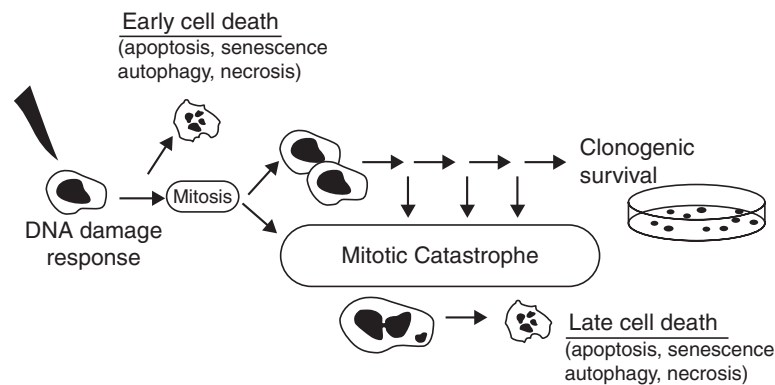 Early cell death
(apoptosis, senescence
autophagy, necrosis)
Mitosis
Clonogenic
survival
DNA damage
response
Mitotic Catastrophe
Late cell death
(apoptosis, senescence
autophagy, necrosis)